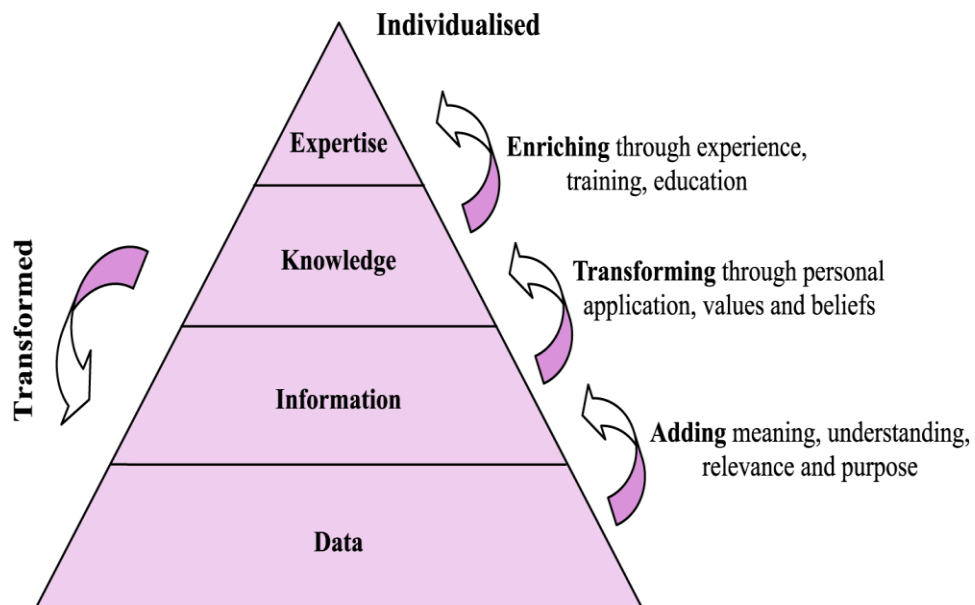 Individualised
Expertise
Enriching through experience,
training, education
Transformed
Knowledge
Transforming through personal
application, values and beliefs
Information
Adding meaning, understanding,
relevance and purpose
Data